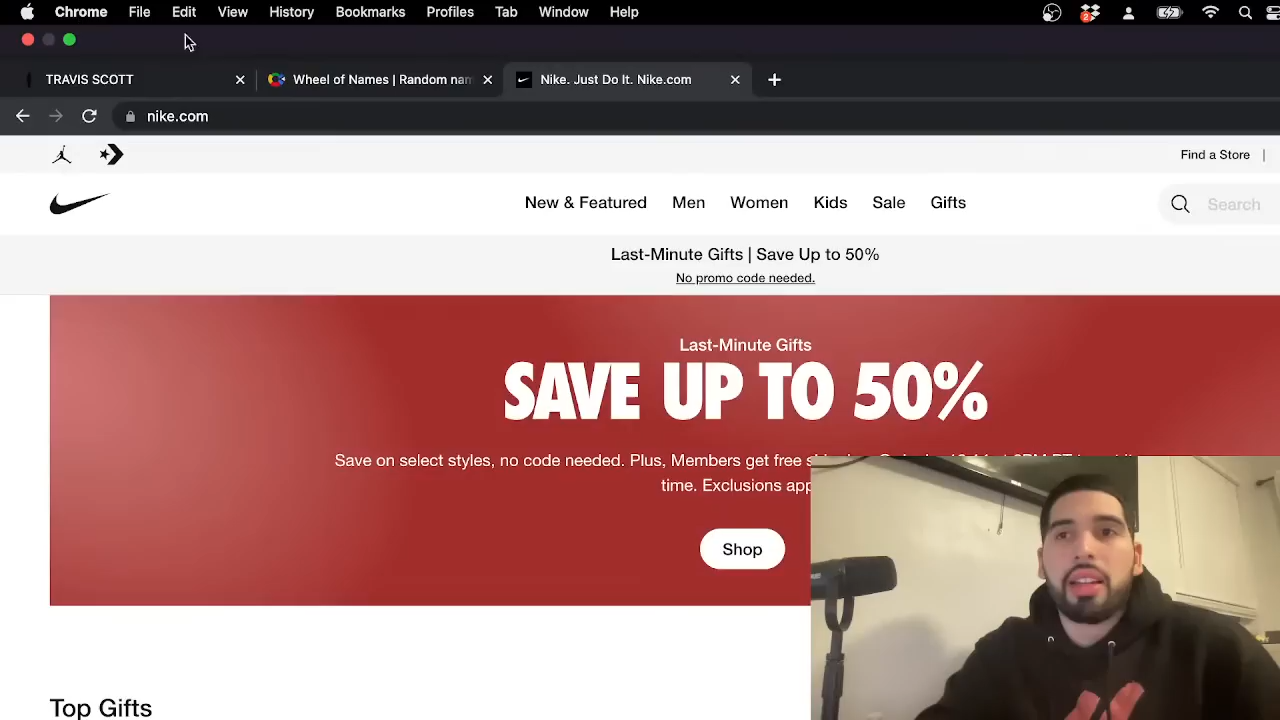 Chrome File Edit View History Bookmarks Profiles Tab Window Help
2
TRAVIS SCOTT
Wheel of Names | Random nam
Nike. Just Do It. Nike.com
nike.com
Find a Store |
New & Featured Men Women Kids Sale Gifts
Search
Last-Minute Gifts | Save Up to 50%
No promo code needed.
Last-Minute Gifts
SAVE UP TO 50%
Save on select styles, no code needed. Plus, Members get free
time. Exclusions app
Shop
Top Gifts